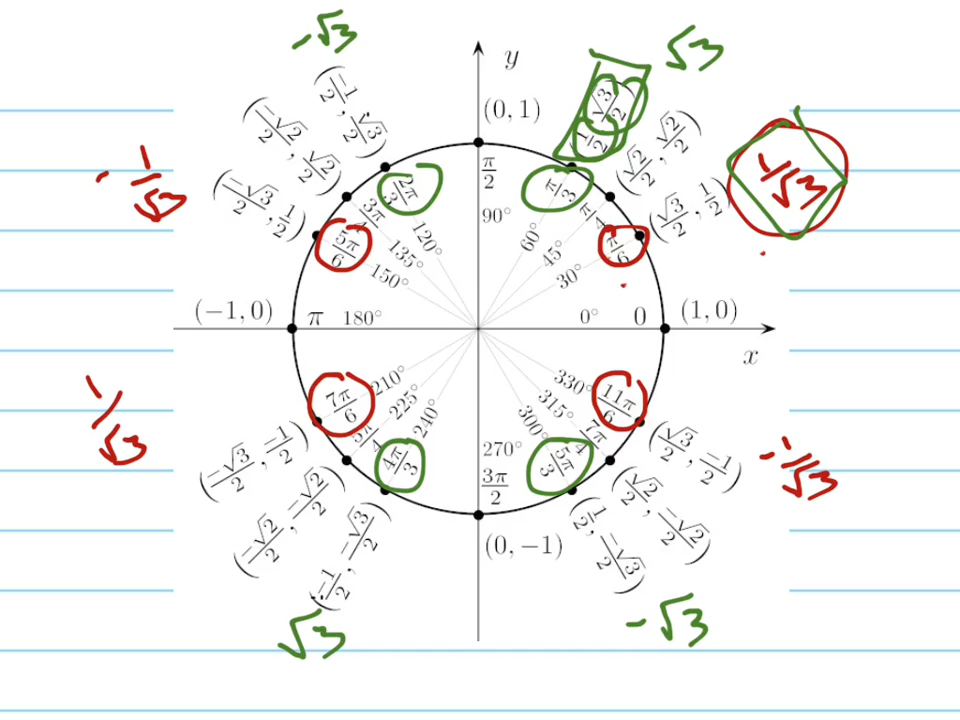 -√3
√3
y
(-1/2, √3/2)
(0, 1)
(1/2, √3/2)
(-√2/2, √2/2)
(√2/2, √2/2)
-1/√3
(-√3/2, 1/2)
(√3/2, 1/2)
1/√3
π/2
2π/3
π/3
3π/4
π/4
5π/6
π/6
90°
120°
60°
135°
45°
150°
30°
(-1, 0)
π
180°
0°
0
(1, 0)
x
210°
330°
7π/6
11π/6
225°
315°
5π/4
7π/4
240°
300°
4π/3
5π/3
270°
3π/2
1/√3
-1/√3
(-√3/2, -1/2)
(√3/2, -1/2)
(-√2/2, -√2/2)
(√2/2, -√2/2)
(0, -1)
(-1/2, -√3/2)
(1/2, -√3/2)
√3
-√3